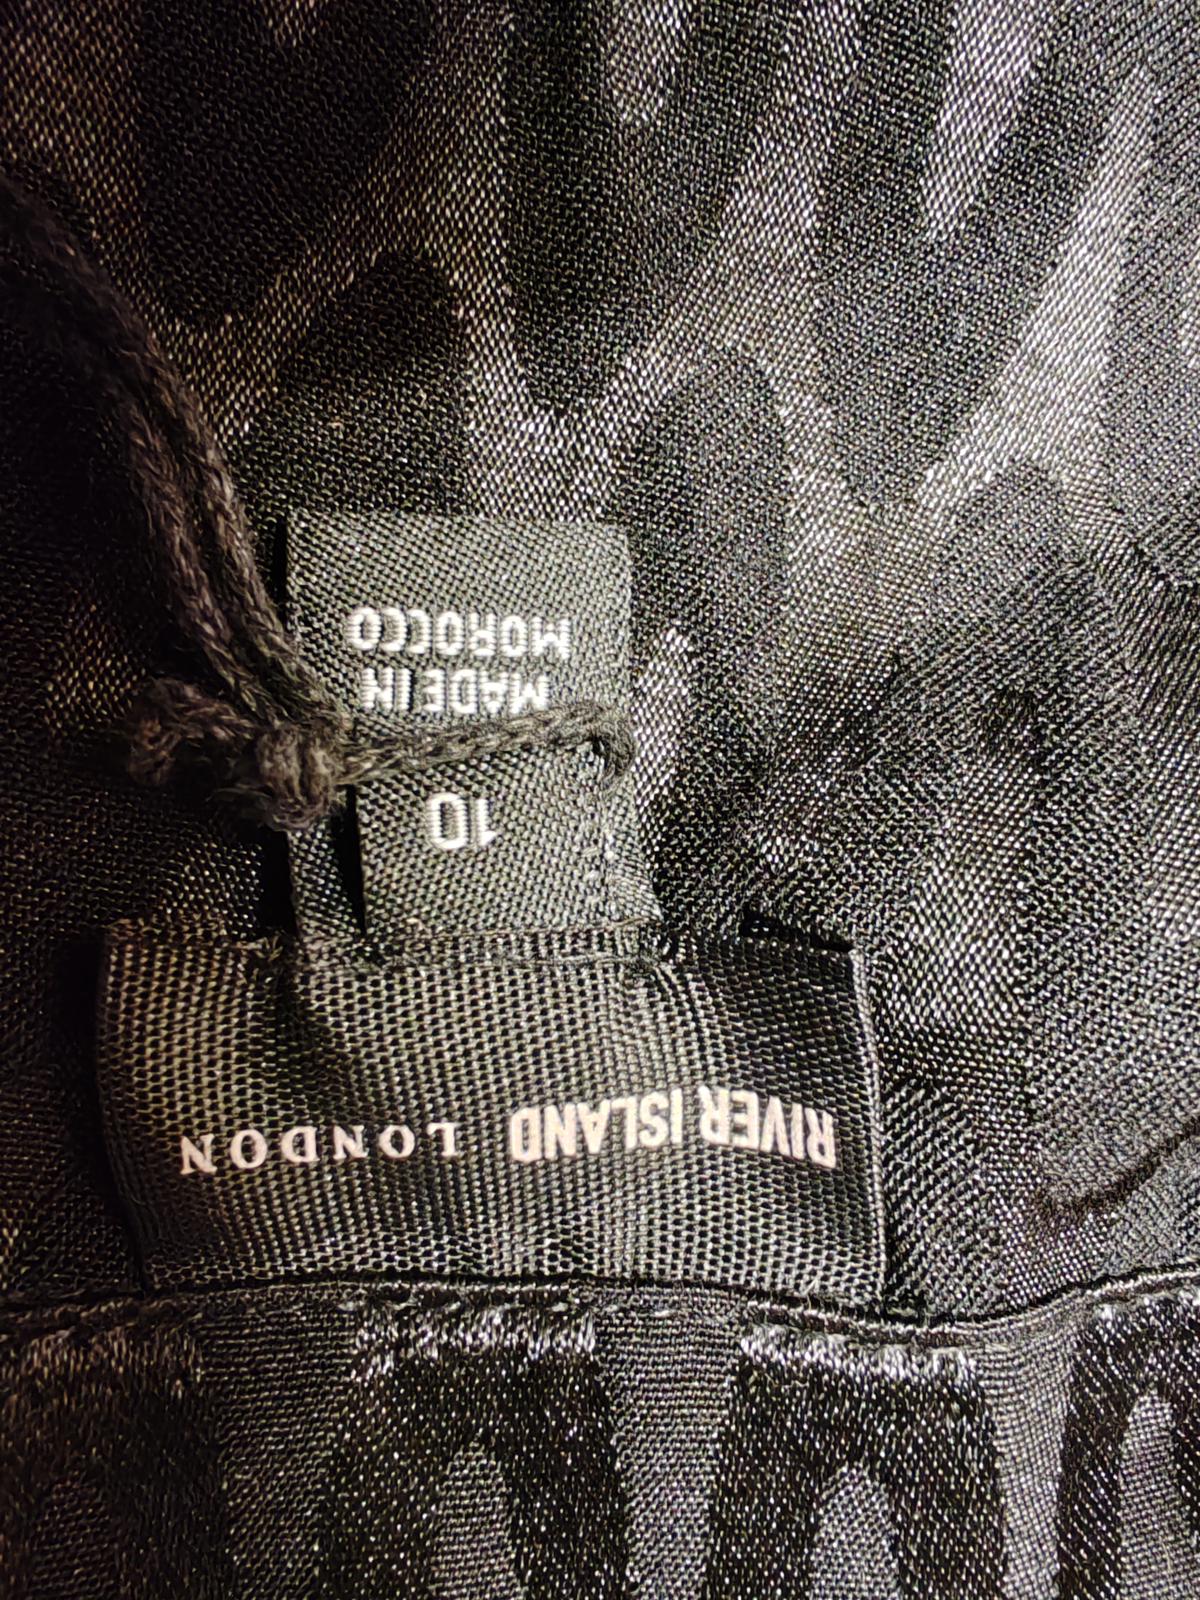 RIVER ISLAND LONDON
10
MADE IN
MOROCCO